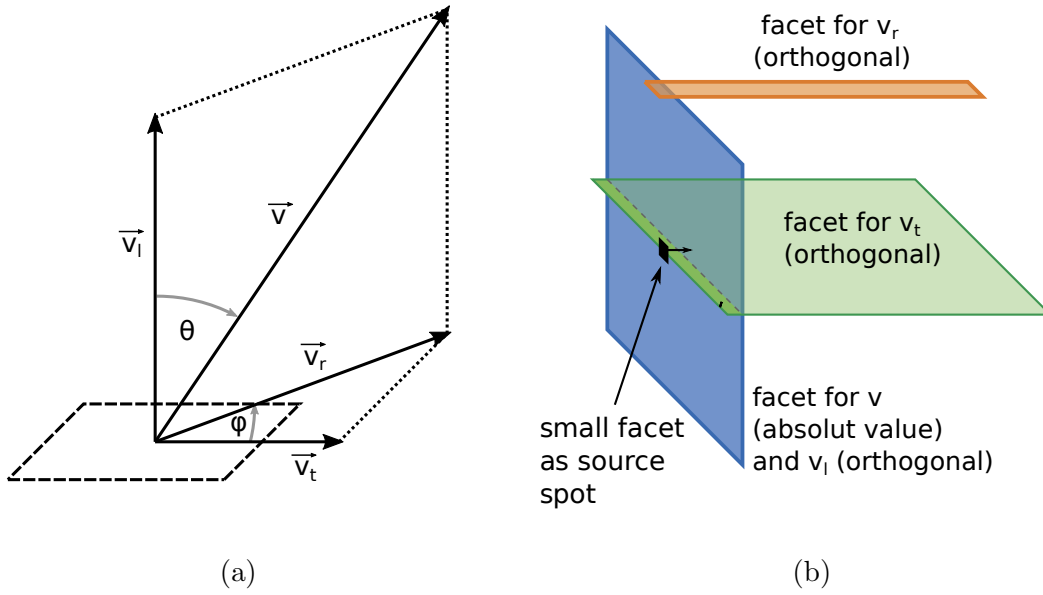 v
v_l
θ
v_r
φ
v_t
(a)
facet for v_r
(orthogonal)
facet for v_t
(orthogonal)
small facet
as source
spot
facet for v
(absolut value)
and v_l (orthogonal)
(b)